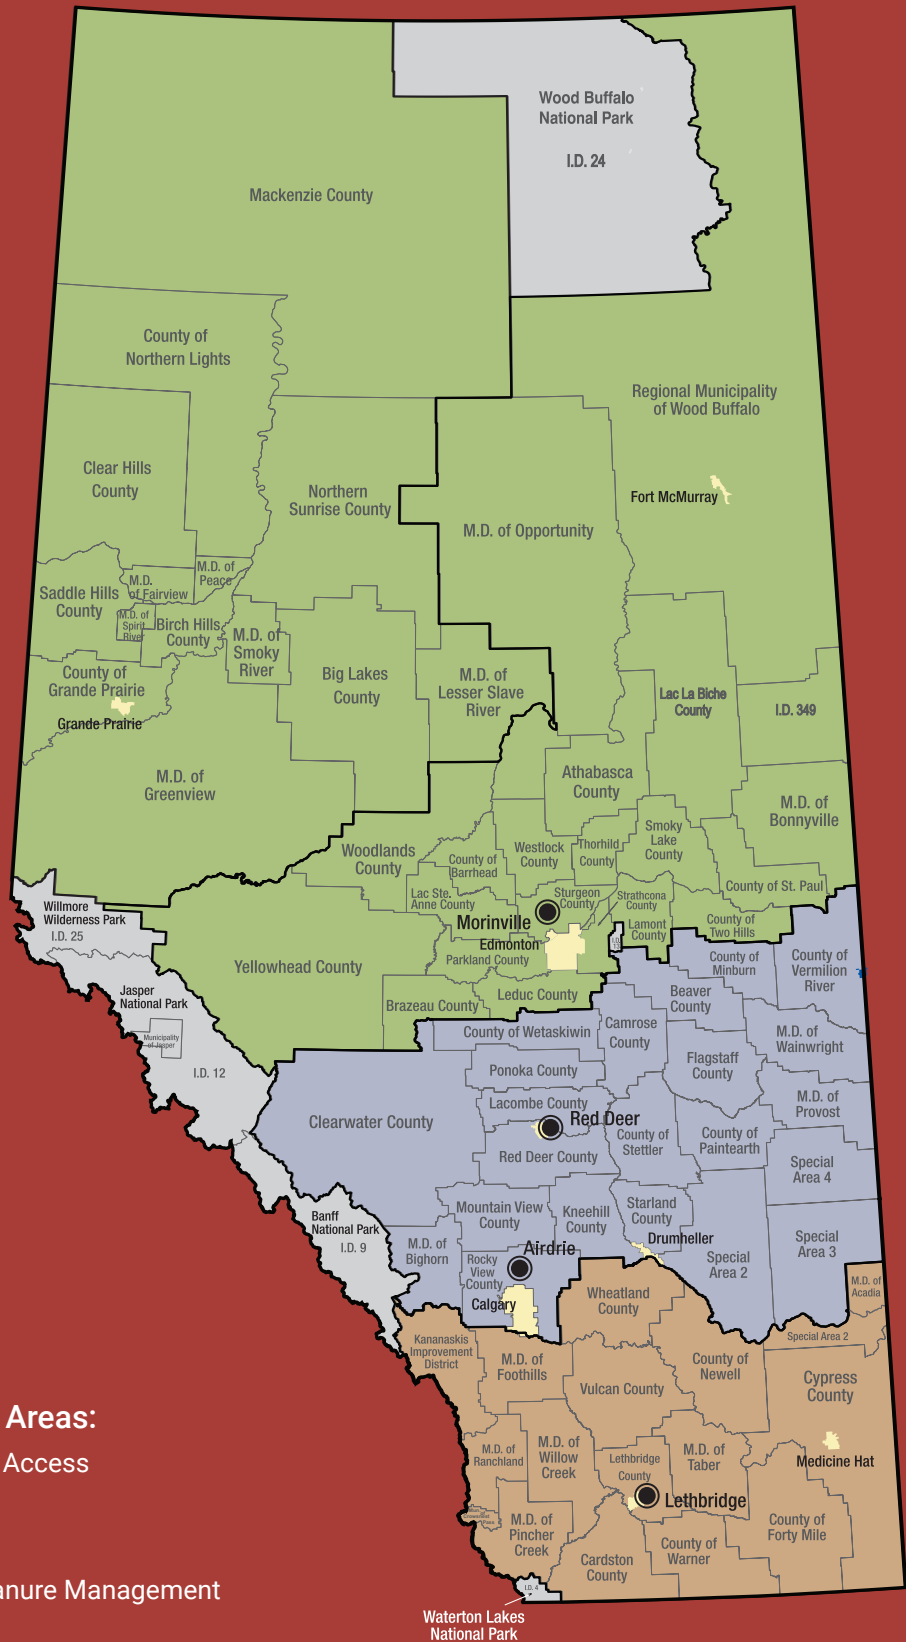 Wood Buffalo
National Park
I.D. 24
Mackenzie County
County of
Northern Lights
Regional Municipality
of Wood Buffalo
Clear Hills
County
Northern
Sunrise County
Fort McMurray
M.D. of Opportunity
M.D. of
Peace
M.D.
of Fairview
Saddle Hills
County
M.D. of
Spirit
River
Birch Hills
County
M.D. of
Smoky
River
County of
Grande Prairie
Grande Prairie
Big Lakes
County
M.D. of
Lesser Slave
River
Lac La Biche
County
I.D. 349
M.D. of
Greenview
Athabasca
County
M.D. of
Bonnyville
Woodlands
County
County of
Barrhead
Westlock
County
Thorhild
County
Smoky
Lake
County
County of St. Paul
Lac Ste.
Anne County
Sturgeon
County
Strathcona
County
Willmore
Wilderness Park
I.D. 25
Morinville
Edmonton
Parkland County
Lamont
County
County of
Two Hills
Yellowhead County
County of
Minburn
County of
Vermilion
River
Jasper
National Park
Brazeau County
Leduc County
Beaver
County
Municipality
of Jasper
I.D. 12
County of Wetaskiwin
Camrose
County
M.D. of
Wainwright
Ponoka County
Flagstaff
County
Lacombe County
M.D. of
Provost
Clearwater County
Red Deer
County of
Stettler
County of
Paintearth
Red Deer County
Special
Area 4
Mountain View
County
Kneehill
County
Starland
County
Banff
National Park
I.D. 9
M.D. of
Bighorn
Rocky
View
County
Airdrie
Drumheller
Special
Area 2
Special
Area 3
Calgary
Wheatland
County
M.D. of
Acadia
Special Area 2
Kananaskis
Improvement
District
M.D. of
Foothills
County of
Newell
Vulcan County
Cypress
County
Areas:
Access
M.D. of
Ranchland
M.D. of
Willow
Creek
Lethbridge
County
M.D. of
Taber
Medicine Hat
Lethbridge
M.D. of
Pincher
Creek
County of
Forty Mile
Cardston
County
County of
Warner
anure Management
I.D. 4
Waterton Lakes
National Park